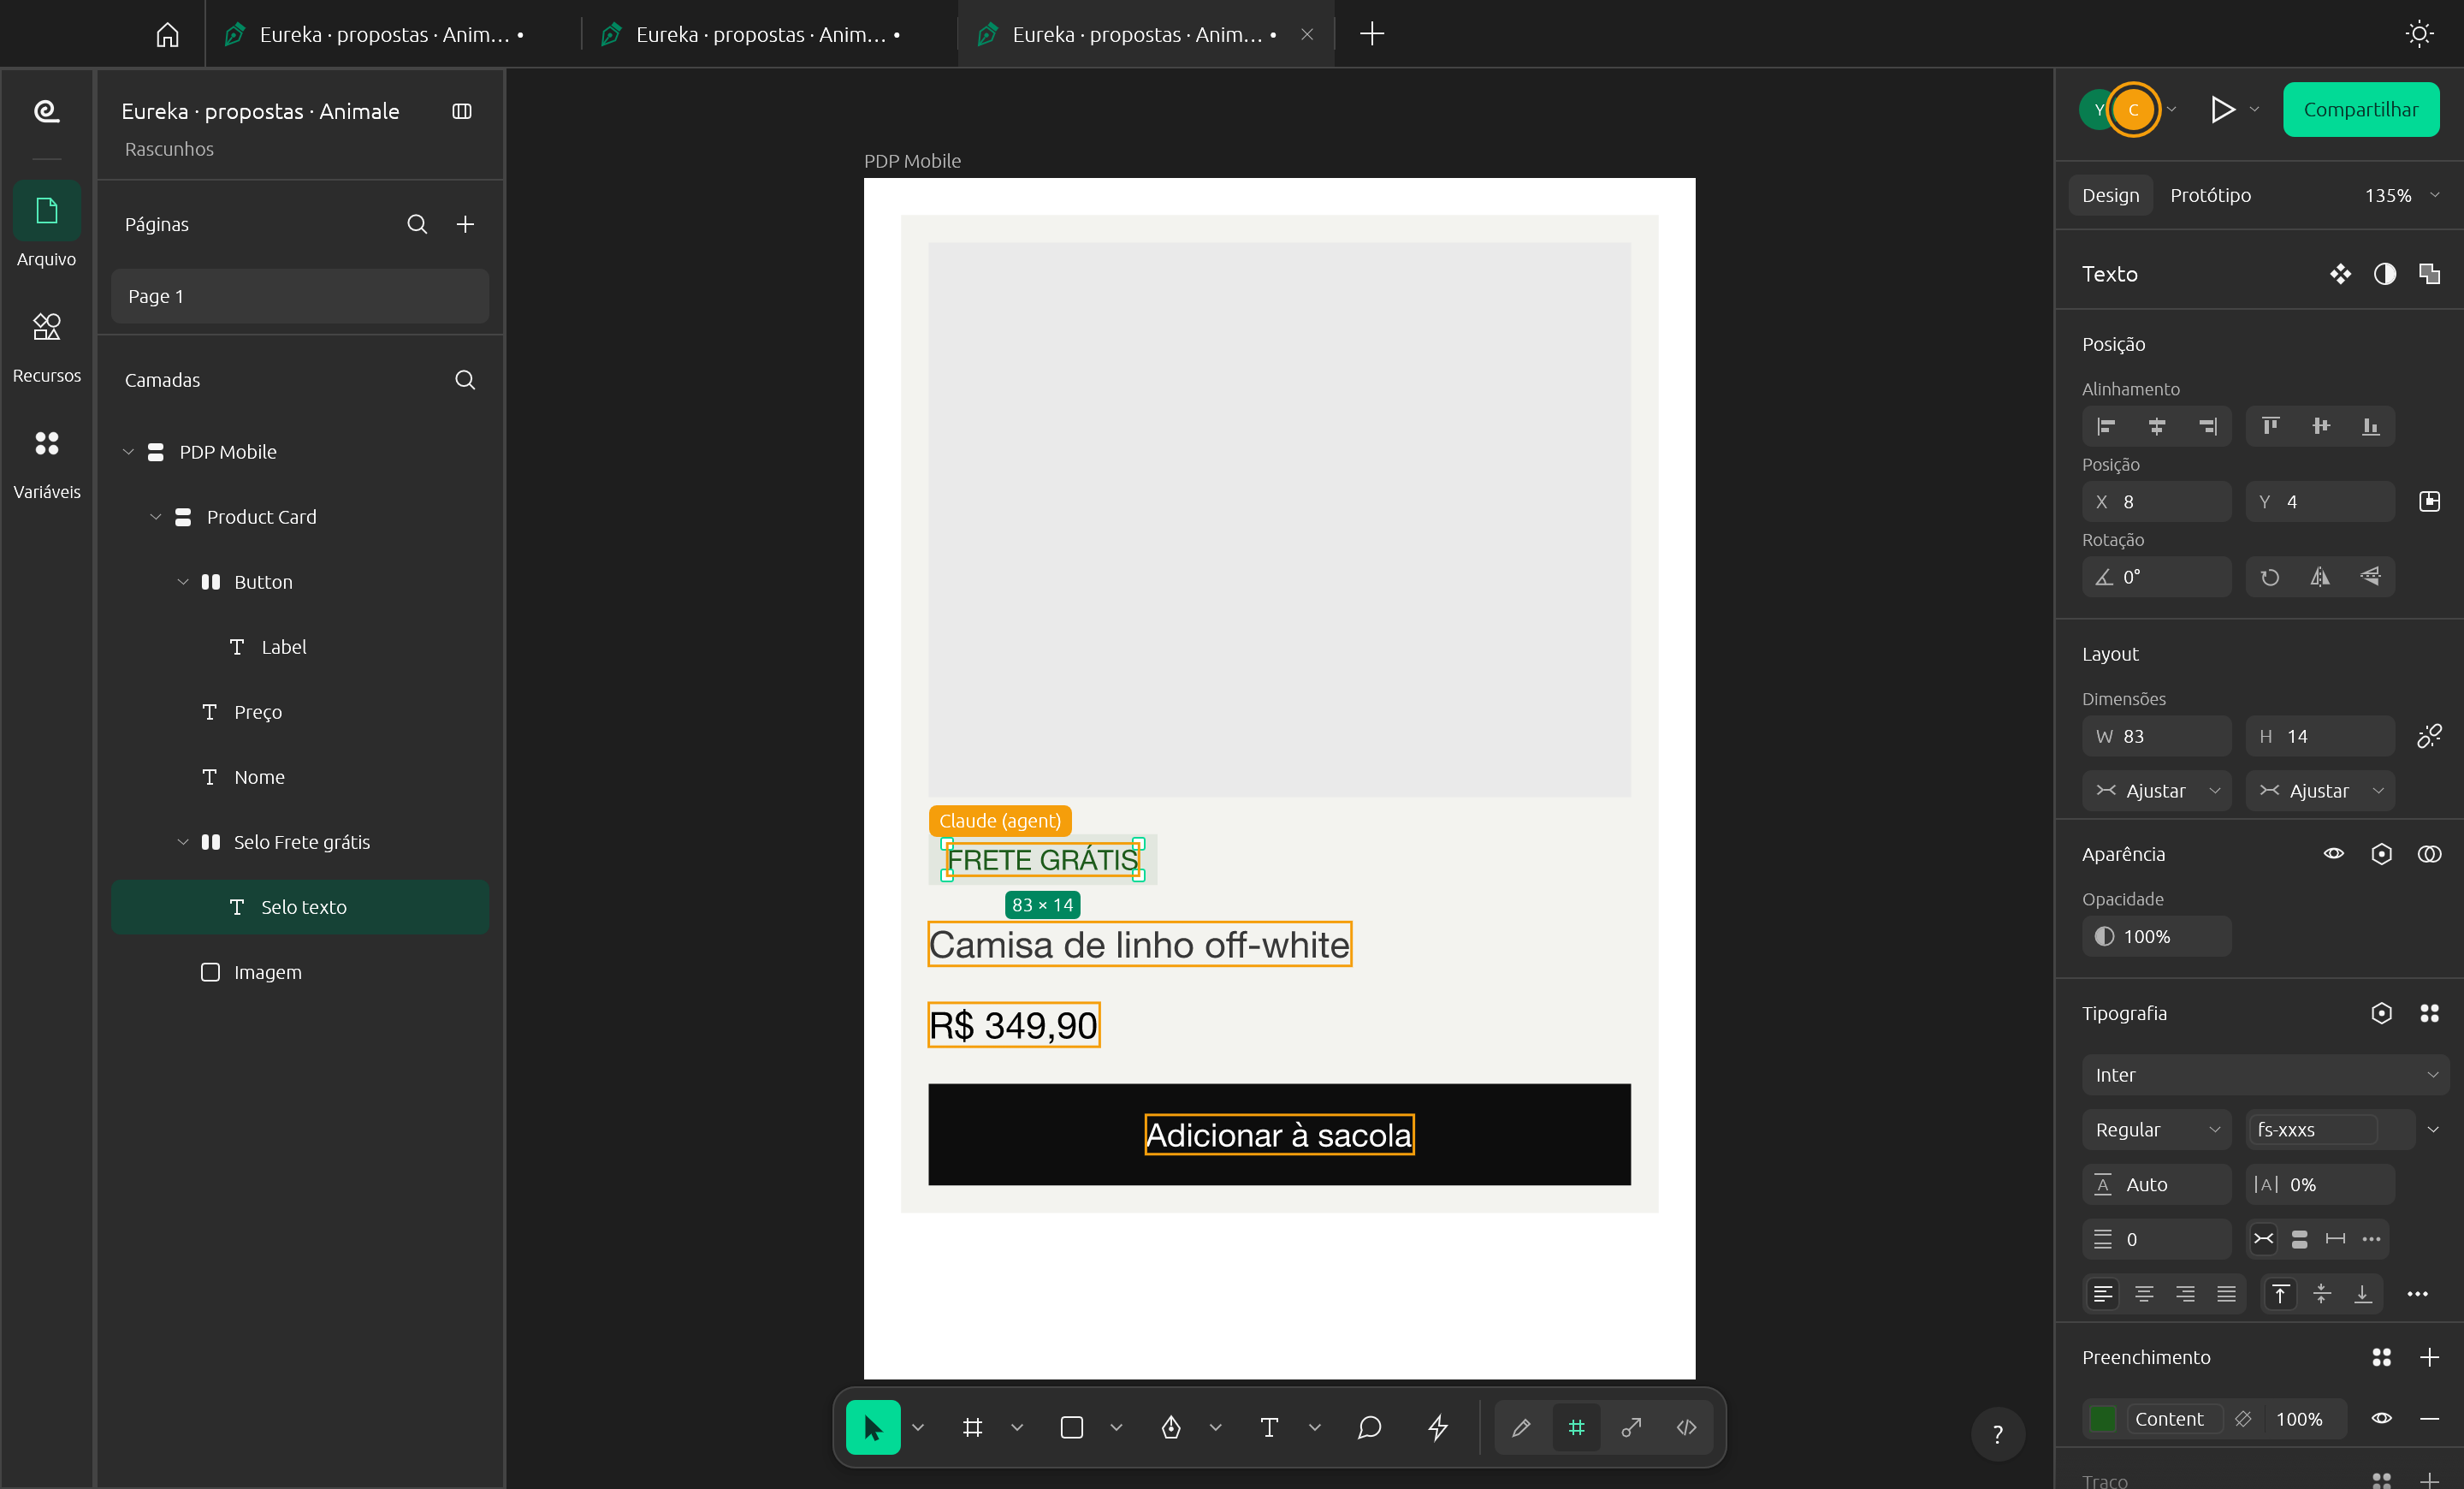 Eureka · propostas · Anim… •
Eureka · propostas · Anim… •
Eureka · propostas · Anim… •
Arquivo
Recursos
Variáveis
Eureka · propostas · Animale
Rascunhos
Páginas
Page 1
Camadas
PDP Mobile
Product Card
Button
Label
Preço
Nome
Selo Frete grátis
Selo texto
Imagem
PDP Mobile
Claude (agent)
FRETE GRÁTIS
83 × 14
Camisa de linho off-white
R$ 349,90
Adicionar à sacola
?
Y C
Compartilhar
Design Protótipo 135%
Texto
Posição
Alinhamento
Posição
X 8 Y 4
Rotação
0°
Layout
Dimensões
W 83 H 14
Ajustar Ajustar
Aparência
Opacidade
100%
Tipografia
Inter
Regular fs-xxxs
A Auto |A| 0%
0
Preenchimento
Content 100%
Traço